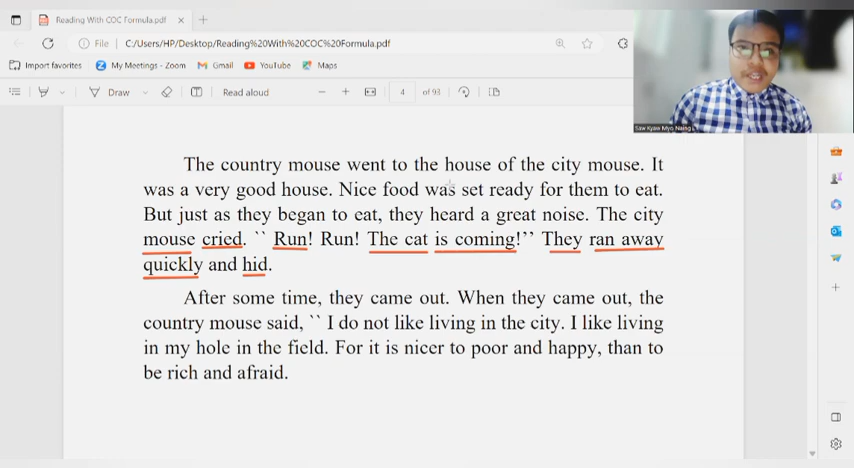 Reading With COC Formula.pdf
File | C:/Users/HP/Desktop/Reading%20With%20COC%20Formula.pdf
Import favorites My Meetings - Zoom Gmail YouTube Maps
Draw Read aloud 4 of 93
Saw Kyaw Myo Naing
The country mouse went to the house of the city mouse. It
was a very good house. Nice food was set ready for them to eat.
But just as they began to eat, they heard a great noise. The city
mouse cried. `` Run! Run! The cat is coming!’’ They ran away
quickly and hid.
After some time, they came out. When they came out, the
country mouse said, `` I do not like living in the city. I like living
in my hole in the field. For it is nicer to poor and happy, than to
be rich and afraid.